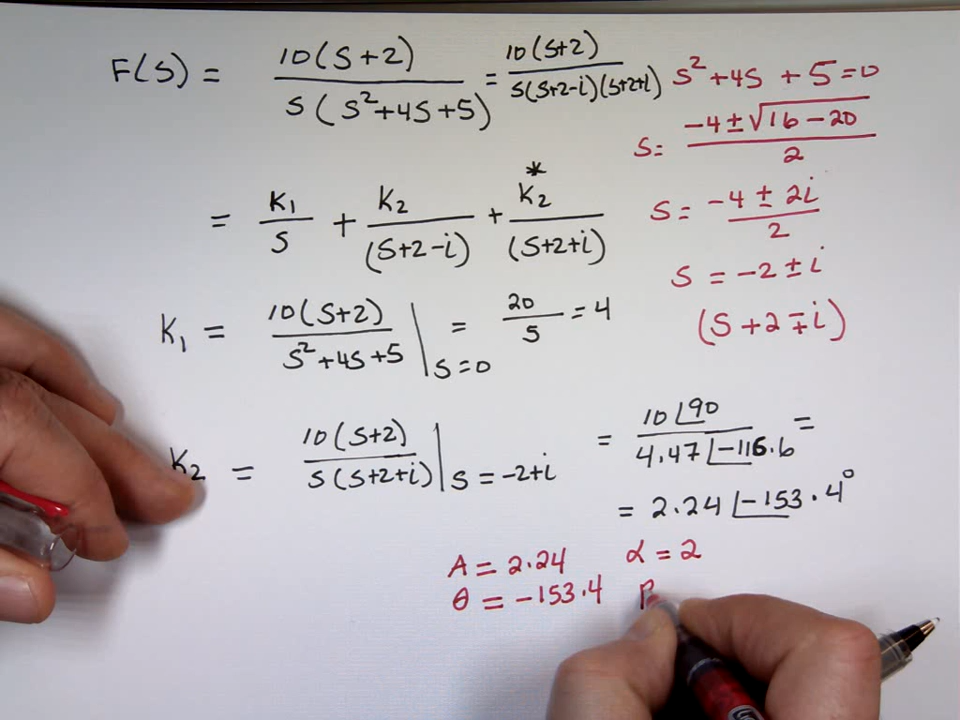 F(S) = 10(S+2) / S(S²+4S+5) = 10(S+2) / S(S+2-i)(S+2+i)
S²+4S+5=0
S= -4±√16-20 / 2
= K₁ / S + K₂ / (S+2-i) + K₂* / (S+2+i)
S= -4±2i / 2
S = -2±i
(S+2∓i)
K₁ = 10(S+2) / S²+4S+5 | S=0 = 20 / 5 = 4
K₂ = 10(S+2) / S(S+2+i) | S=-2+i = 10∠90 / 4.47∠-116.6 =
= 2.24∠-153.4°
A = 2.24 α = 2
θ = -153.4